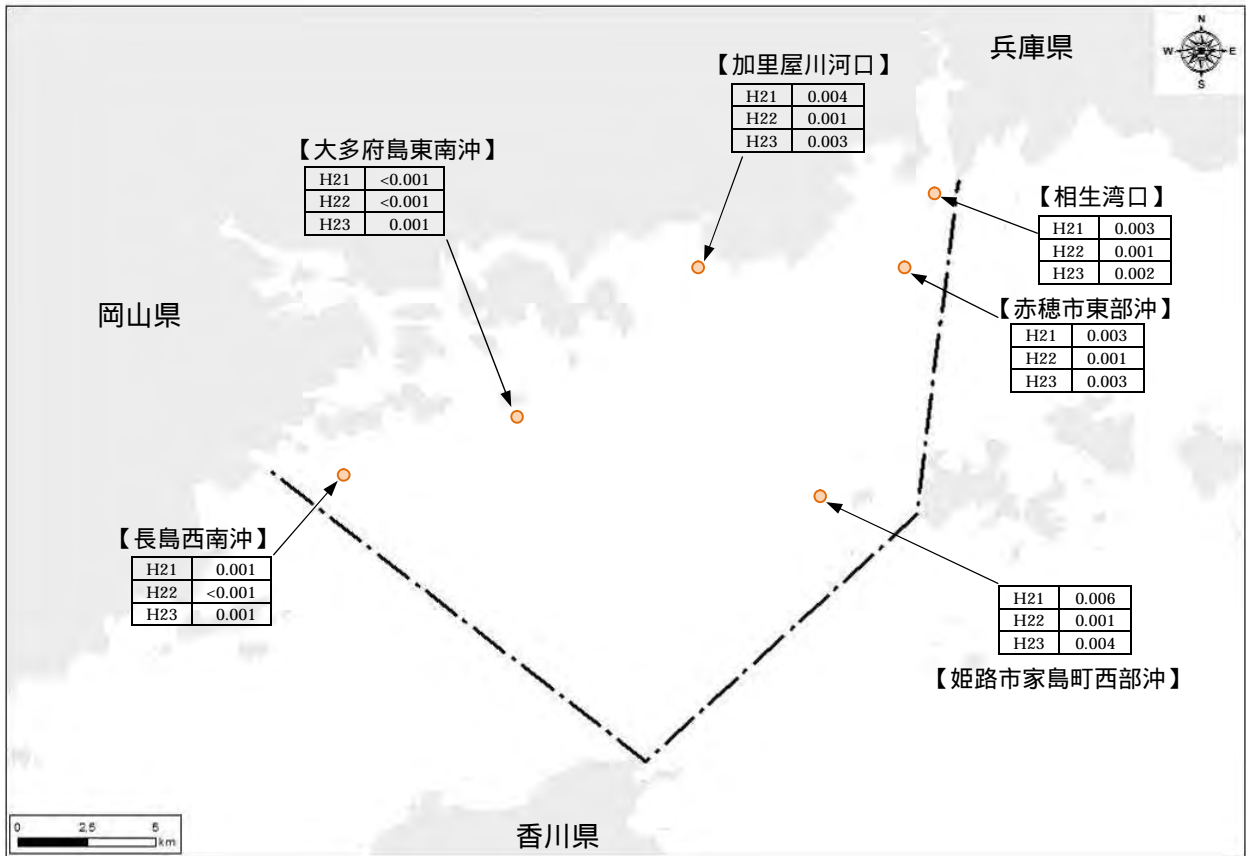 兵庫県
N
W E
S
【加里屋川河口】
H21 0.004
H22 0.001
H23 0.003
【大多府島東南沖】
H21 <0.001
H22 <0.001
H23 0.001
【相生湾口】
H21 0.003
H22 0.001
H23 0.002
岡山県
【赤穂市東部沖】
H21 0.003
H22 0.001
H23 0.003
【長島西南沖】
H21 0.001
H22 <0.001
H23 0.001
H21 0.006
H22 0.001
H23 0.004
【姫路市家島町西部沖】
香川県
0 2.5 5
km